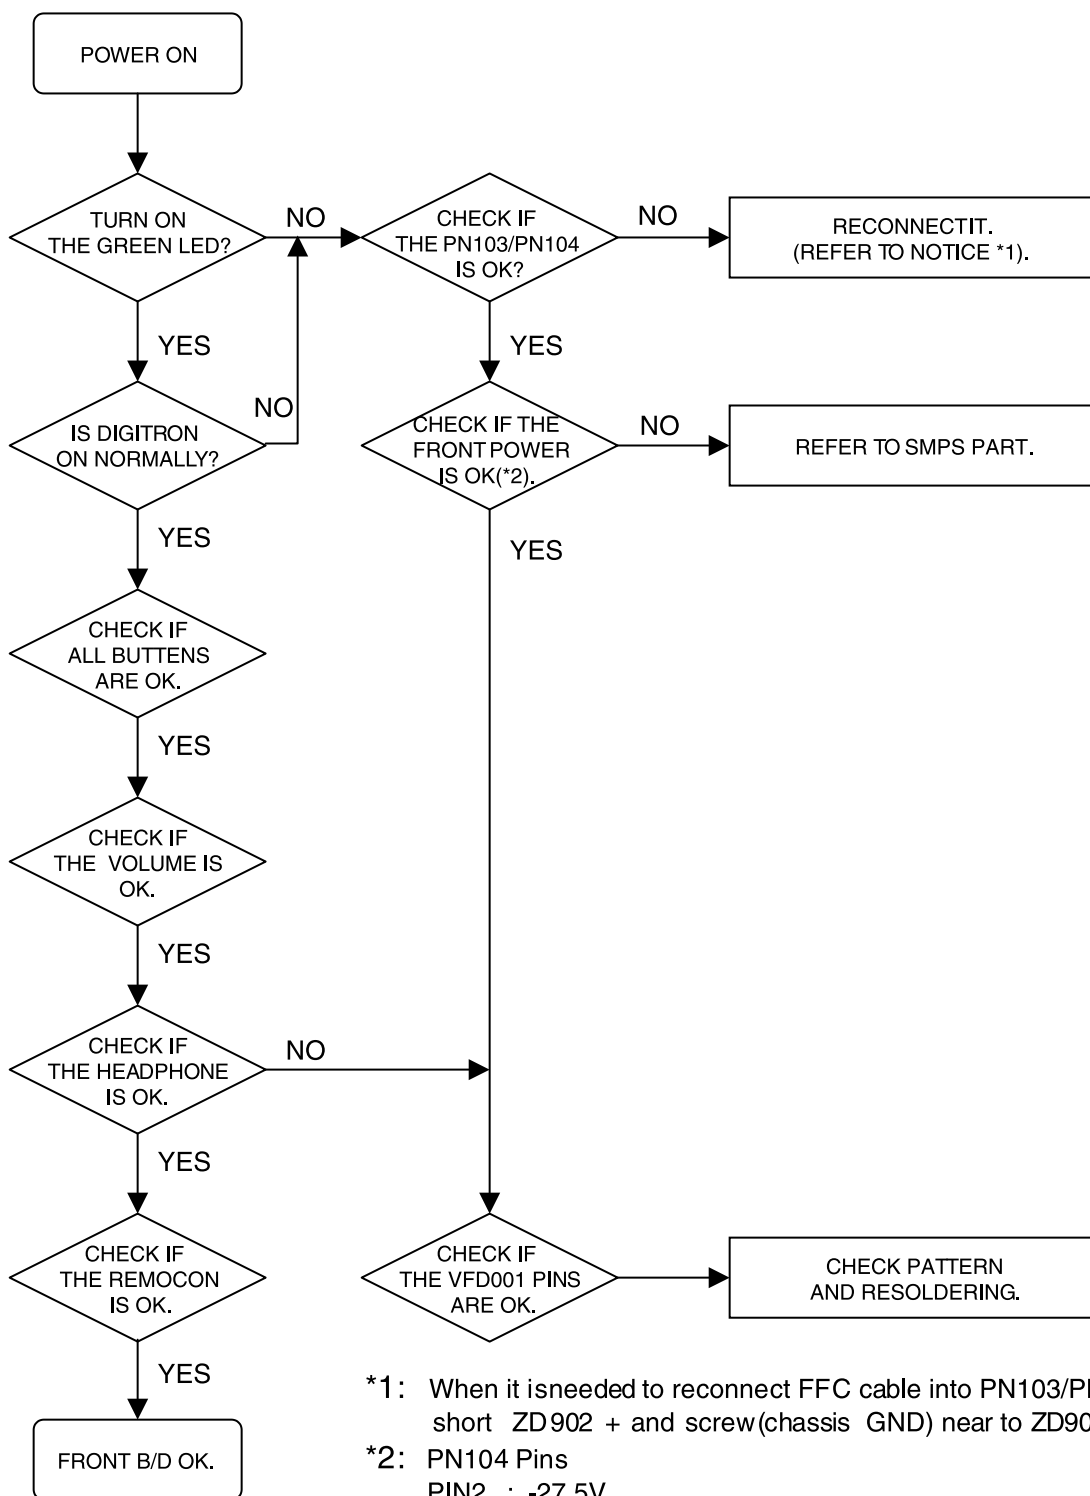 POWER ON
TURN ON
THE GREEN LED?
NO
CHECK IF
THE PN103/PN104
IS OK?
NO
RECONNECTIT.
(REFER TO NOTICE *1).
YES
YES
IS DIGITRON
ON NORMALLY?
NO
CHECK IF THE
FRONT POWER
IS OK(*2).
NO
REFER TO SMPS PART.
YES
YES
CHECK IF
ALL BUTTENS
ARE OK.
YES
CHECK IF
THE VOLUME IS
OK.
YES
CHECK IF
THE HEADPHONE
IS OK.
NO
YES
CHECK IF
THE REMOCON
IS OK.
CHECK IF
THE VFD001 PINS
ARE OK.
CHECK PATTERN
AND RESOLDERING.
YES
FRONT B/D OK.
*1: When it isneeded to reconnect FFC cable into PN103/
short ZD902 + and screw(chassis GND) near to
*2: PN104 Pins
PIN2 : -27.5V